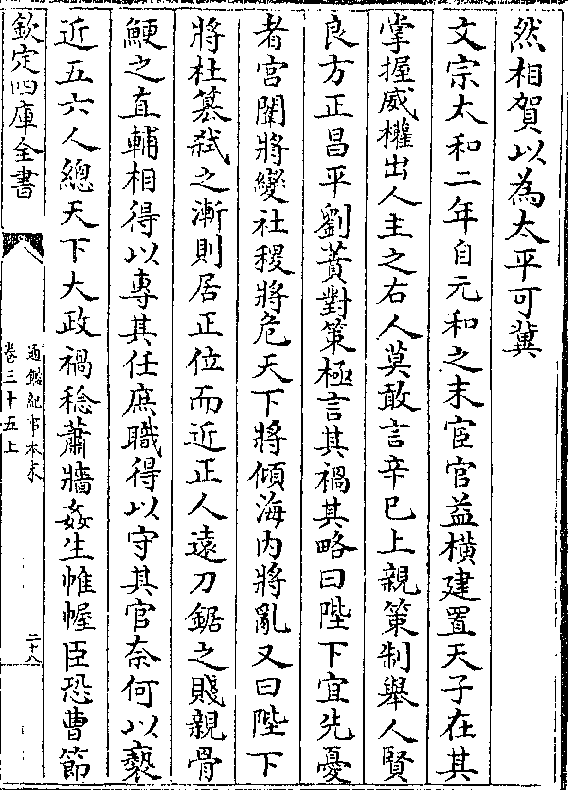 然相賀以為太平可冀
文宗太和二年自元和之末宦官益橫建置天子在其
掌握威權出人主之右人莫敢言辛巳上親策制舉人賢
良方正昌平劉蕡對策極言其禍其略曰陛下宜先憂
者宮闈將變社稷將危天下將傾海內將亂又曰陛下
將杜簒弑之漸則居正位而近正人遠刀鋸之賤親骨
鯁之直輔相得以專其任庶職得以守其官奈何以褻
近五六人總天下大政禍稔蕭牆姦生帷幄臣恐曹節
欽定四庫全書
通鑑紀事本末
卷三十五上
二十八